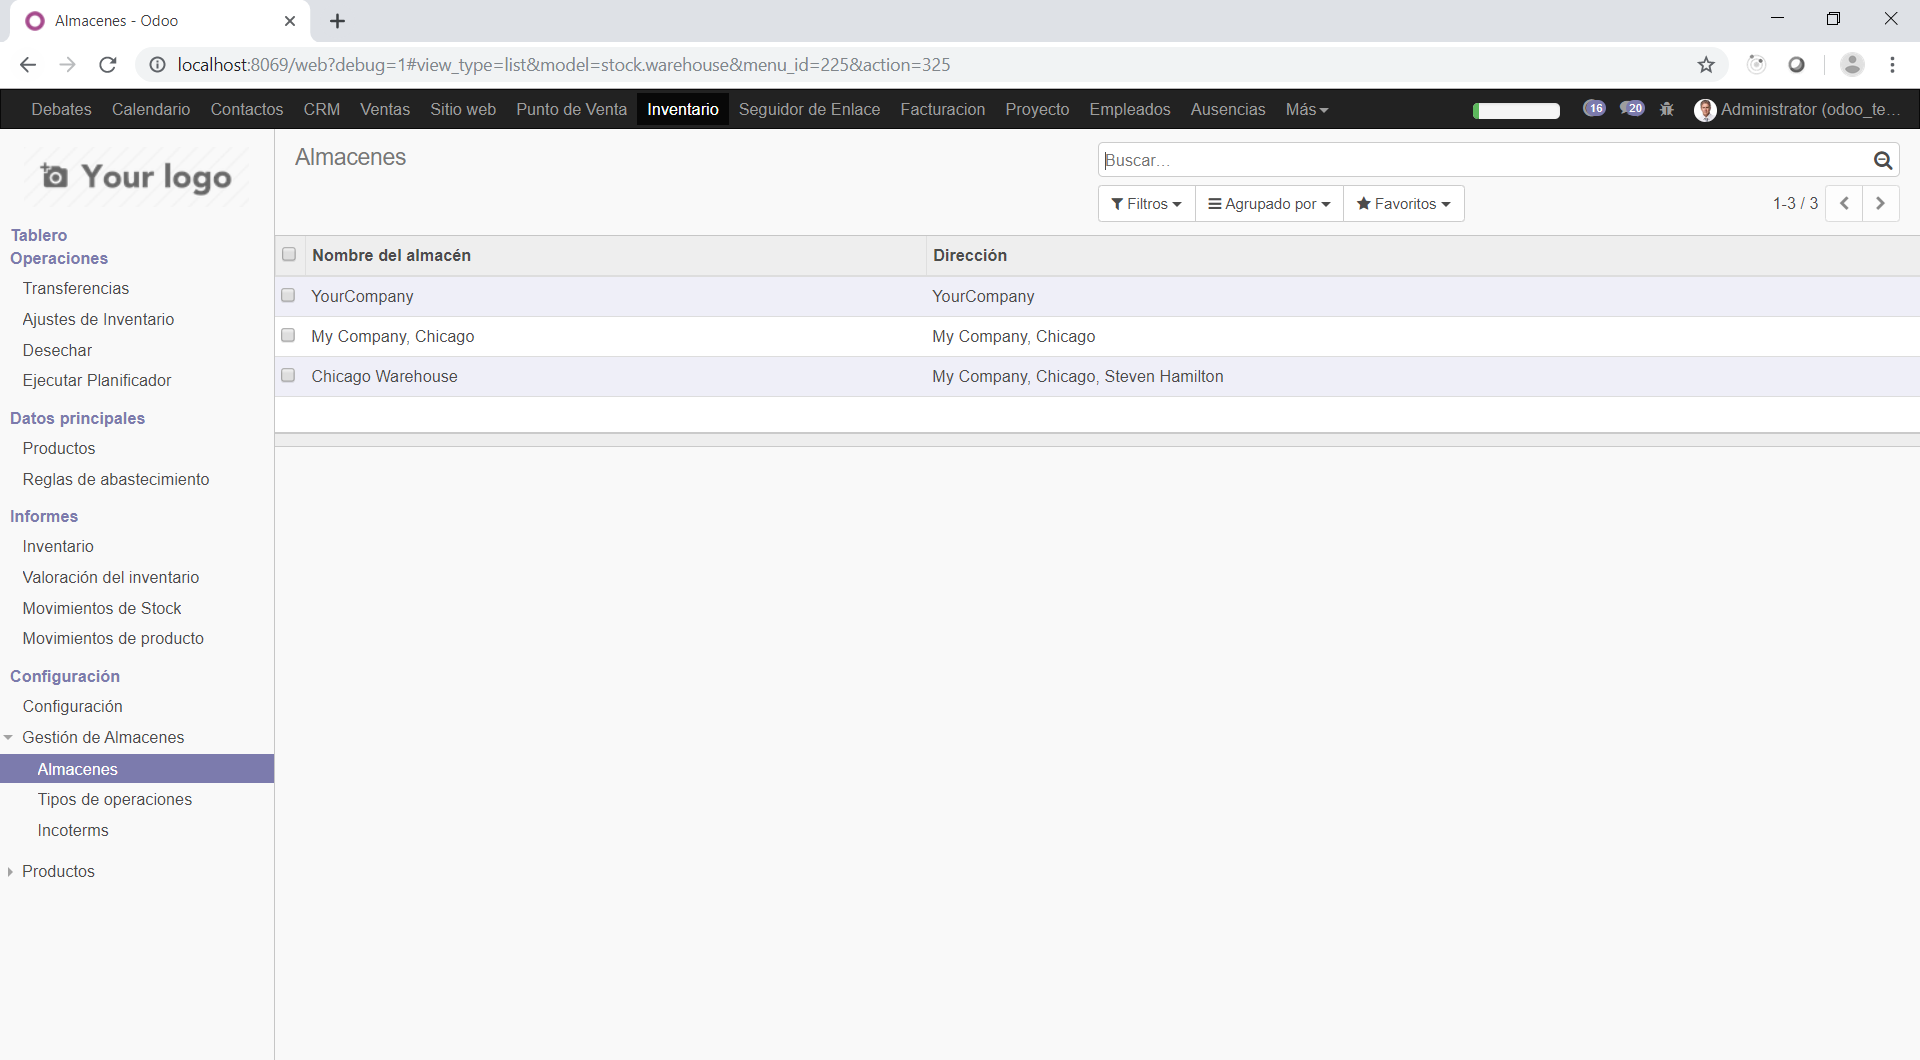 Almacenes - Odoo
localhost:8069/web?debug=1#view_type=list&model=stock.warehouse&menu_id=225&action=325
Debates Calendario Contactos CRM Ventas Sitio web Punto de Venta Inventario Seguidor de Enlace Facturacion Proyecto Empleados Ausencias Más 16 20 Administrator (odoo_te...
Your logo
Tablero
Operaciones
Transferencias
Ajustes de Inventario
Desechar
Ejecutar Planificador
Datos principales
Productos
Reglas de abastecimiento
Informes
Inventario
Valoración del inventario
Movimientos de Stock
Movimientos de producto
Configuración
Configuración
Gestión de Almacenes
Almacenes
Tipos de operaciones
Incoterms
Productos
Almacenes
Buscar...
Filtros Agrupado por Favoritos 1-3 / 3
Nombre del almacén Dirección
YourCompany YourCompany
My Company, Chicago My Company, Chicago
Chicago Warehouse My Company, Chicago, Steven Hamilton